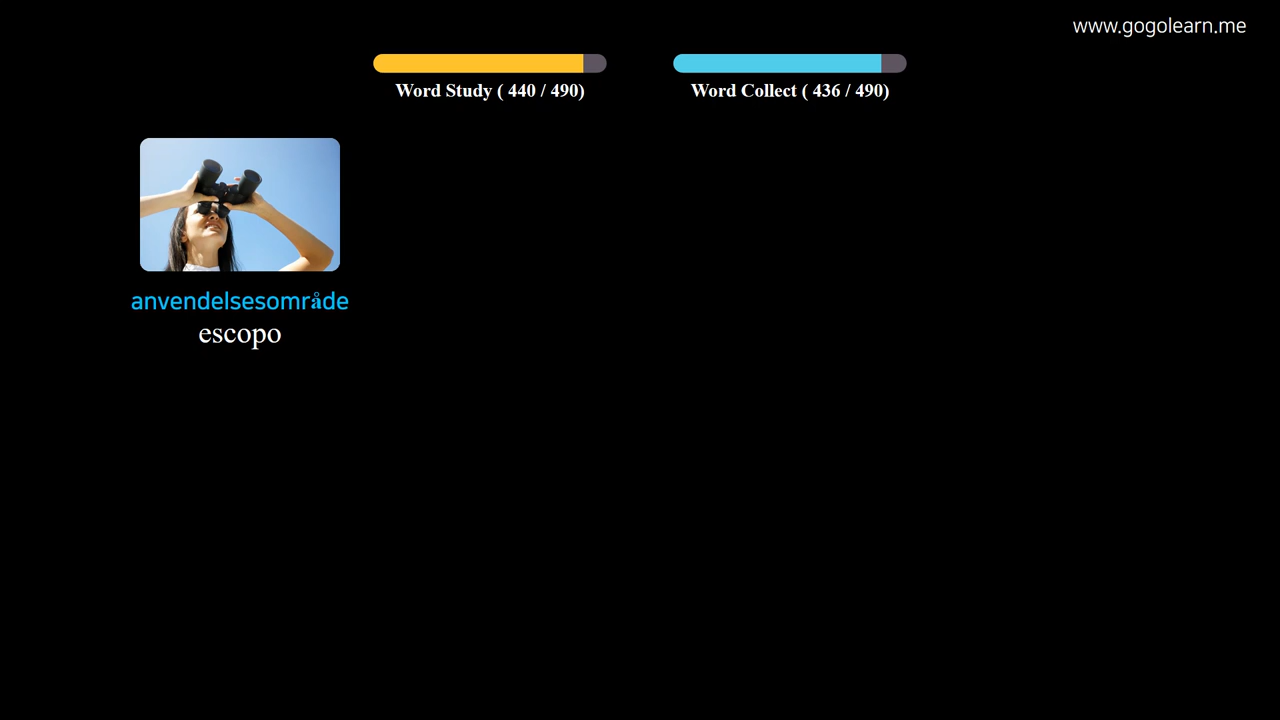 www.gogolearn.me
Word Study ( 440 / 490)
Word Collect ( 436 / 490)
anvendelsesområde
escopo